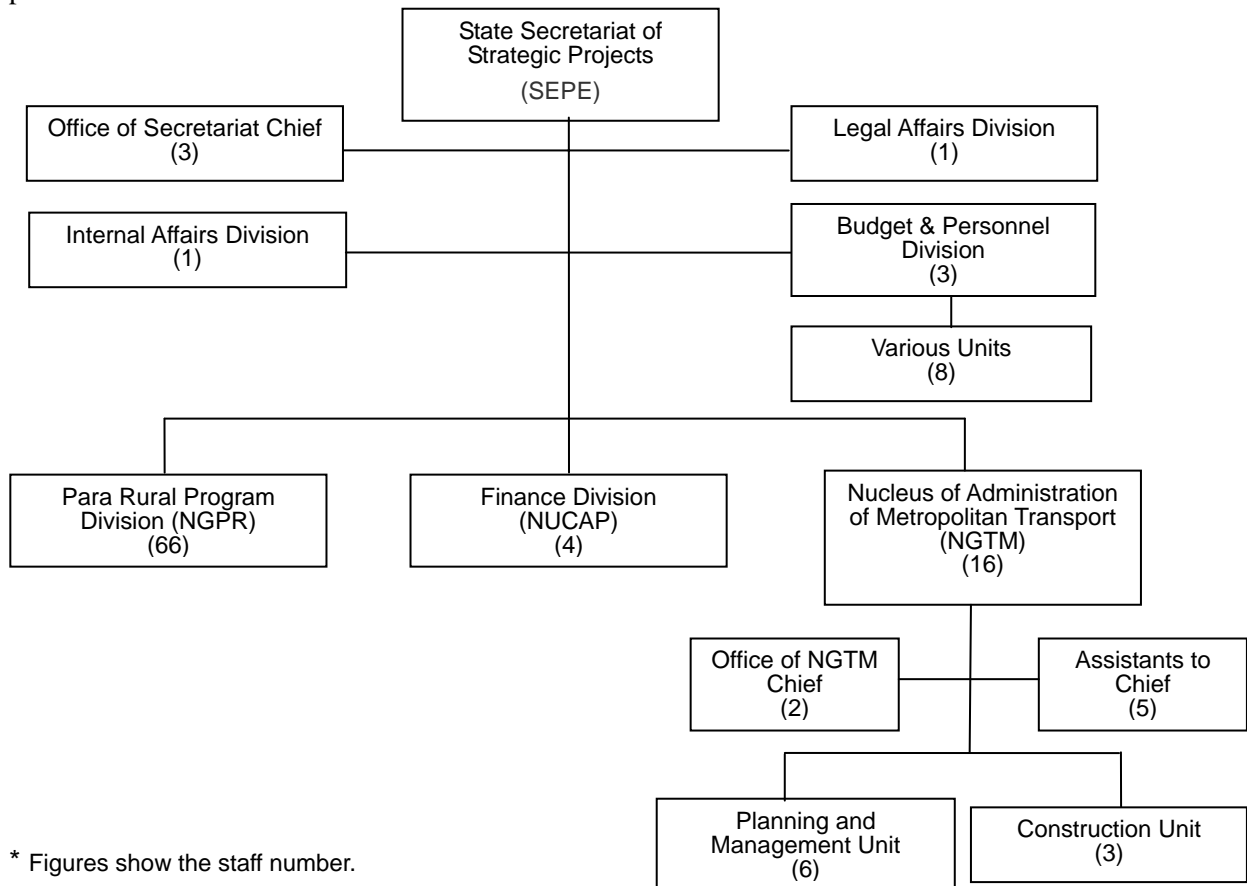 State Secretariat of
Strategic Projects
(SEPE)
Office of Secretariat Chief
(3)
Legal Affairs Division
(1)
Internal Affairs Division
(1)
Budget & Personnel
Division
(3)
Various Units
(8)
Para Rural Program
Division (NGPR)
(66)
Finance Division
(NUCAP)
(4)
Nucleus of Administration
of Metropolitan Transport
(NGTM)
(16)
Office of NGTM
Chief
(2)
Assistants to
Chief
(5)
Planning and
Management Unit
(6)
Construction Unit
(3)
* Figures show the staff number.